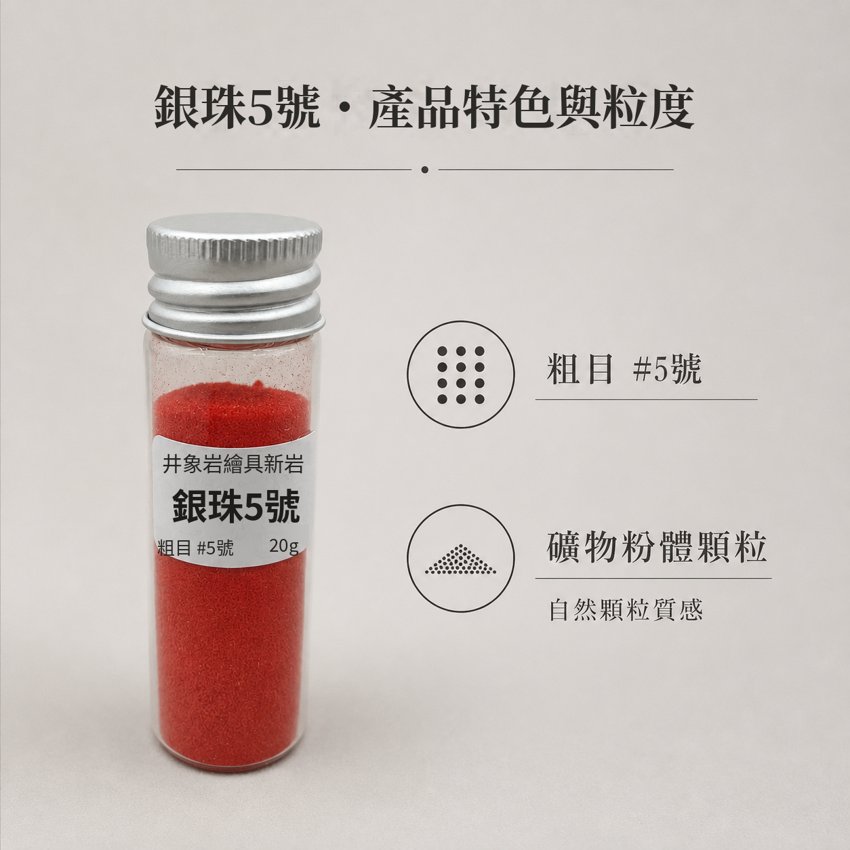 銀珠5號・產品特色與粒度
井象岩繪具新岩
銀珠5號
粗目 #5號 20g
粗目 #5號
礦物粉體顆粒
自然顆粒質感